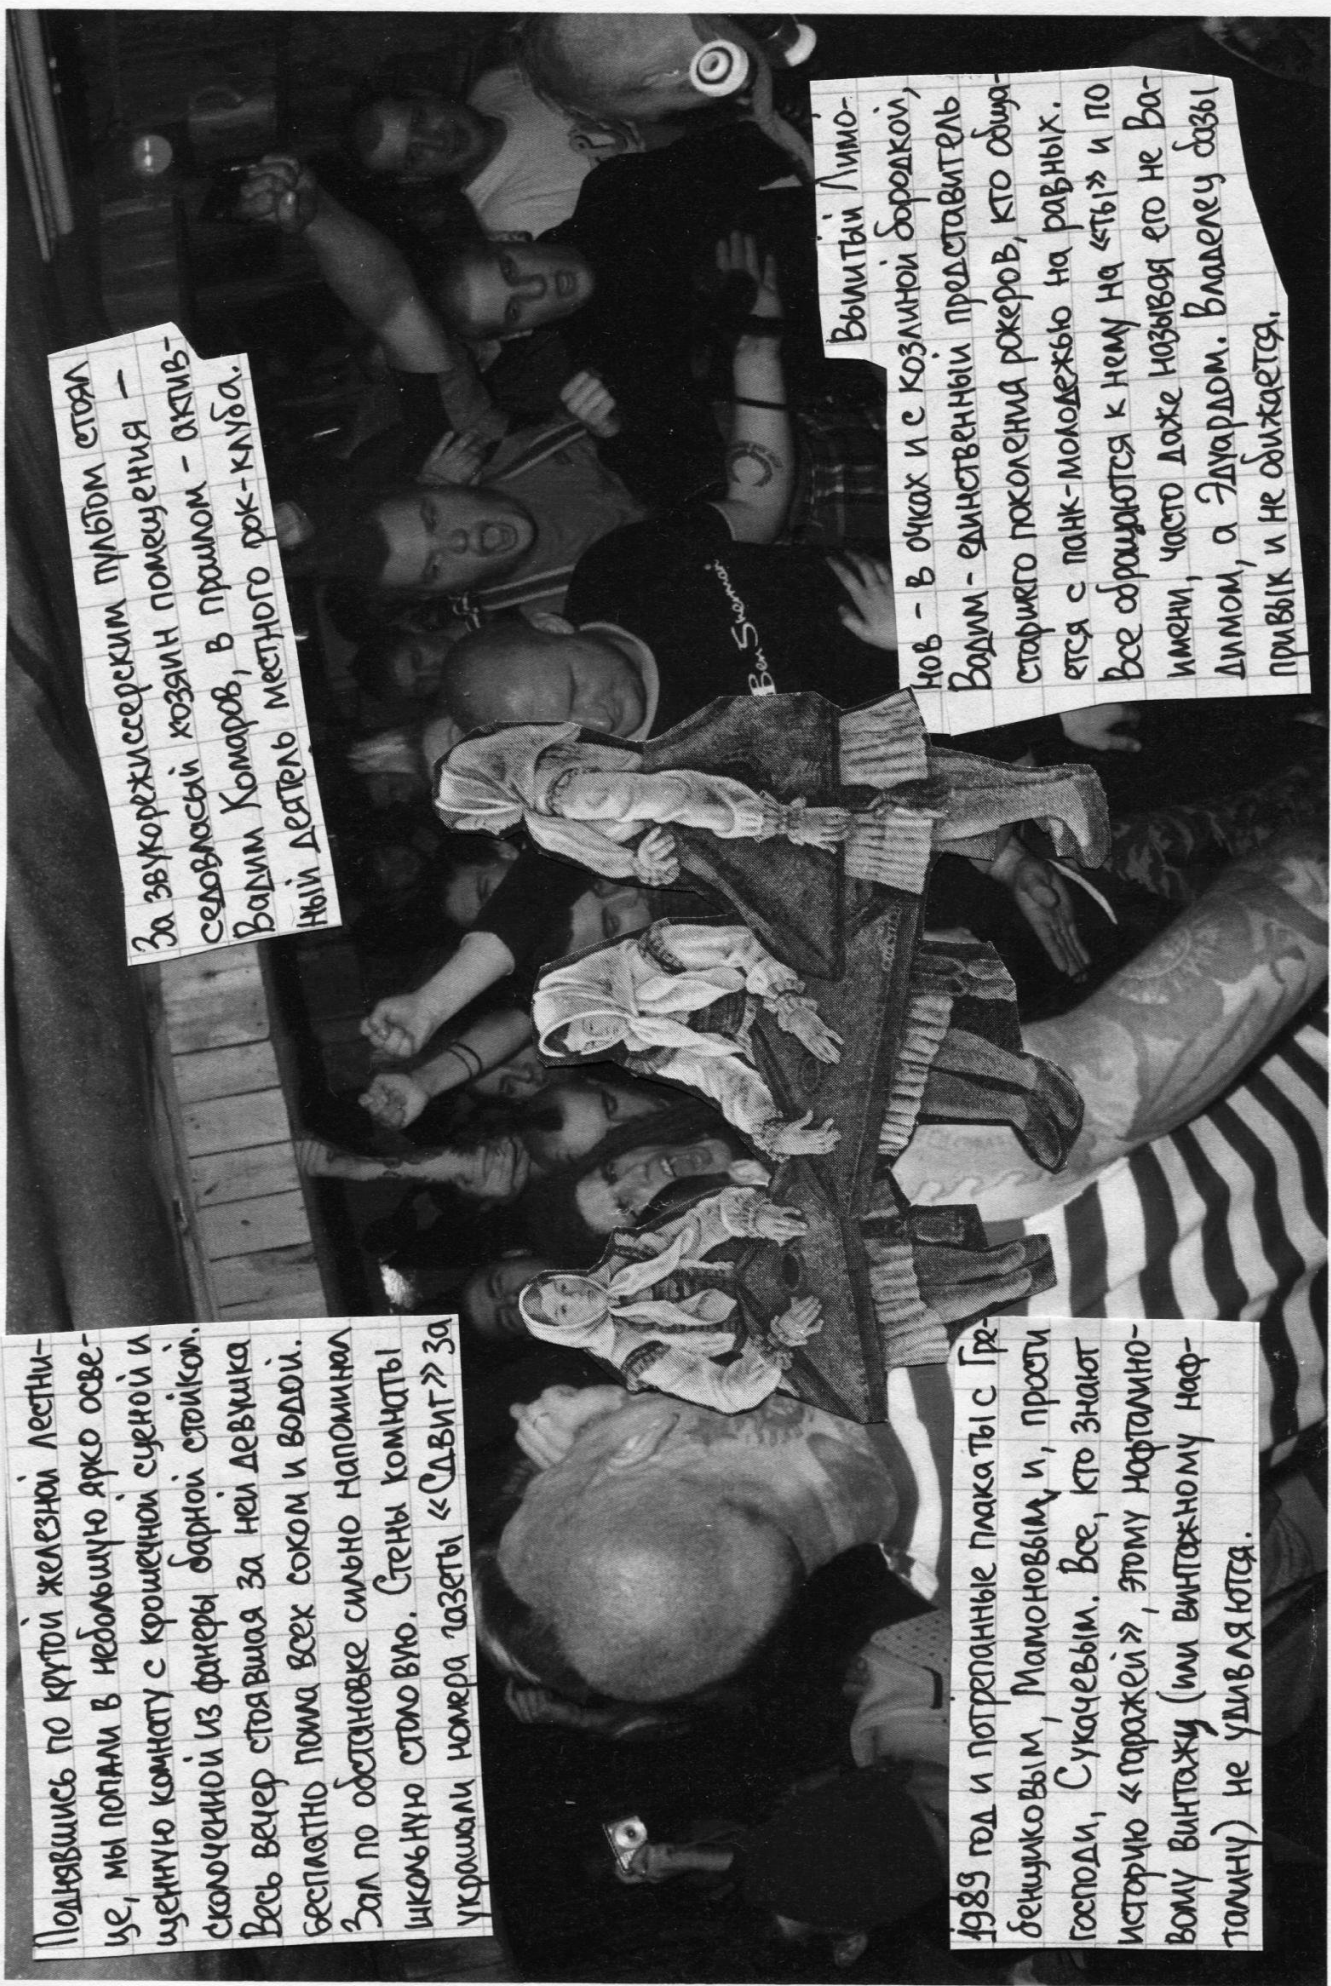 Поднявшись по крутой железной лестни-
це, мы попали в небольшую ярко осве-
щенную комнату с крошечной сценой и
сколоченной из фанеры барной стойкой.
Весь вечер стоявшая за ней девушка
бесплатно поила всех соком и водой.
Зал по обстановке сильно напоминал
школьную столовую. Стены комнаты
украшали номера газеты «Сдвиг» за
1989 год и потрепанные плакаты с Гре-
бенщиковым, Мамоновым и, прости
господи, Сукачевым. Все, кто знают
историю «гаражей», этому нафталино-
вому винтажу (или винтажному наф-
талину) не удивляются.
За звукорежиссерским пультом стоял
седовласый хозяин помещения —
Вадим Комаров, в прошлом - актив-
ный деятель местного рок-клуба.
Вылитый Лимо-
нов - в очках и с козлиной бородкой,
Вадим - единственный представитель
старшего поколения рокеров, кто обща-
ется с панк-молодежью на равных.
Все обращаются к нему на «ты» и по
имени, часто даже называя его не Ва-
димом, а Эдуардом. Владелец базы
привык и не обижается.
Ben Sherman